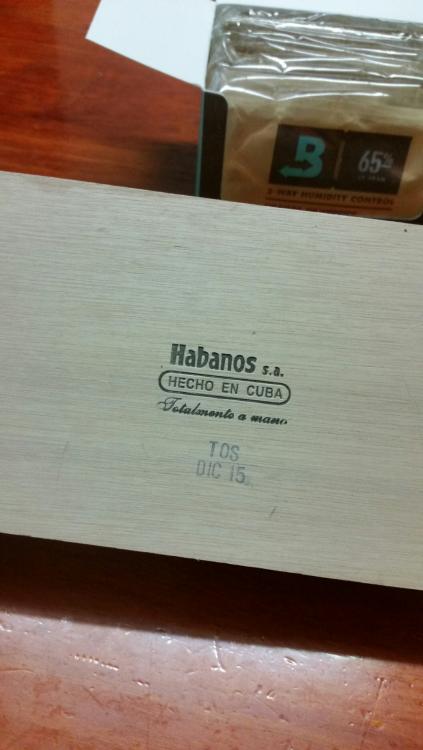 B
65%
2-WAY HUMIDITY CONTROL
Habanos s.a.
HECHO EN CUBA
Totalmente a mano
TOS
DIC 15